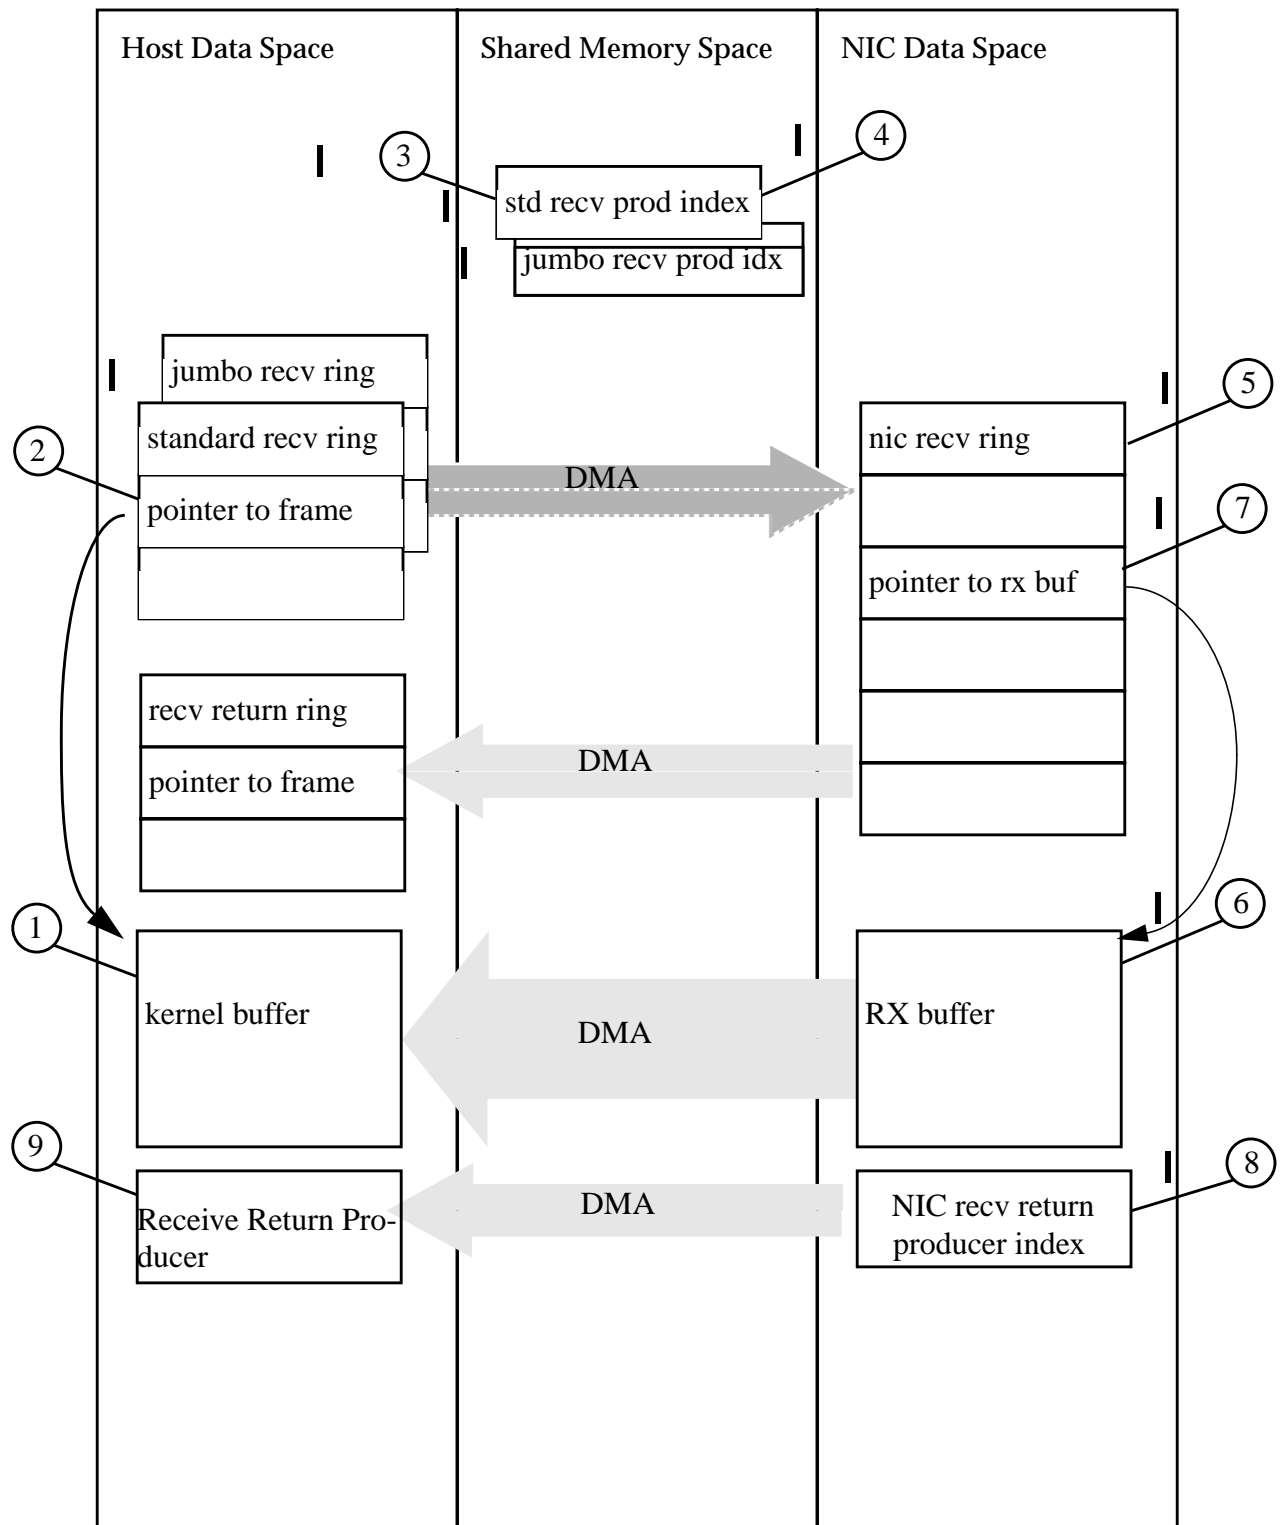 Host Data Space
Shared Memory Space
NIC Data Space
3
4
std recv prod index
jumbo recv prod idx
jumbo recv ring
standard recv ring
pointer to frame
2
DMA
nic recv ring
5
7
pointer to rx buf
recv return ring
pointer to frame
DMA
1
kernel buffer
DMA
RX buffer
6
9
Receive Return Pro-
ducer
DMA
NIC recv return
producer index
8